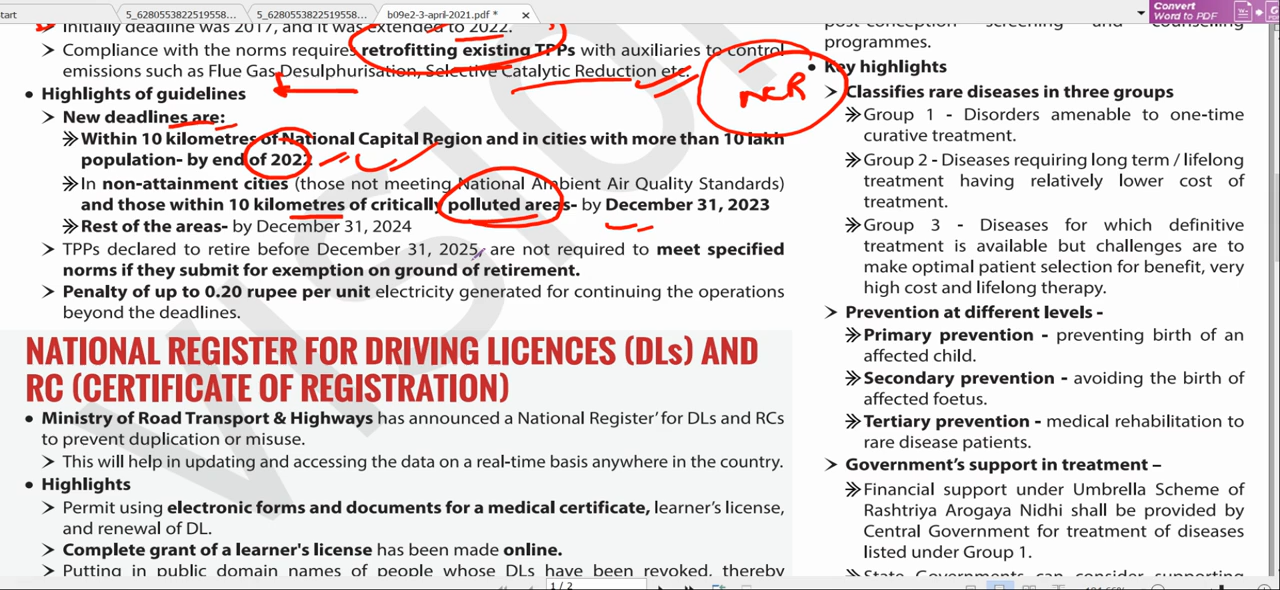 start
5_6280553822519558...
5_6280553822519558...
b09e2-3-april-2021.pdf *
Convert
Word to PDF
Initially deadline was 2017, and it was extended to 2022.
Compliance with the norms requires retrofitting existing TPPs with auxiliaries to control
emissions such as Flue Gas Desulphurisation, Selective Catalytic Reduction etc.
NCR
Highlights of guidelines
New deadlines are:
Within 10 kilometres of National Capital Region and in cities with more than 10 lakh
population- by end of 2022
In non-attainment cities (those not meeting National Ambient Air Quality Standards)
and those within 10 kilometres of critically polluted areas- by December 31, 2023
Rest of the areas- by December 31, 2024
TPPs declared to retire before December 31, 2025, are not required to meet specified
norms if they submit for exemption on ground of retirement.
Penalty of up to 0.20 rupee per unit electricity generated for continuing the operations
beyond the deadlines.
NATIONAL REGISTER FOR DRIVING LICENCES (DLs) AND
RC (CERTIFICATE OF REGISTRATION)
Ministry of Road Transport & Highways has announced a National Register' for DLs and RCs
to prevent duplication or misuse.
This will help in updating and accessing the data on a real-time basis anywhere in the country.
Highlights
Permit using electronic forms and documents for a medical certificate, learner's license,
and renewal of DL.
Complete grant of a learner's license has been made online.
Putting in public domain names of people whose DLs have been revoked, thereby
post-conception screening and counselling
programmes.
Key highlights
Classifies rare diseases in three groups
Group 1 - Disorders amenable to one-time
curative treatment.
Group 2 - Diseases requiring long term / lifelong
treatment having relatively lower cost of
treatment.
Group 3 - Diseases for which definitive
treatment is available but challenges are to
make optimal patient selection for benefit, very
high cost and lifelong therapy.
Prevention at different levels -
Primary prevention - preventing birth of an
affected child.
Secondary prevention - avoiding the birth of
affected foetus.
Tertiary prevention - medical rehabilitation to
rare disease patients.
Government's support in treatment –
Financial support under Umbrella Scheme of
Rashtriya Arogaya Nidhi shall be provided by
Central Government for treatment of diseases
listed under Group 1.
State Governments can consider supporting
VISION
1 / 2